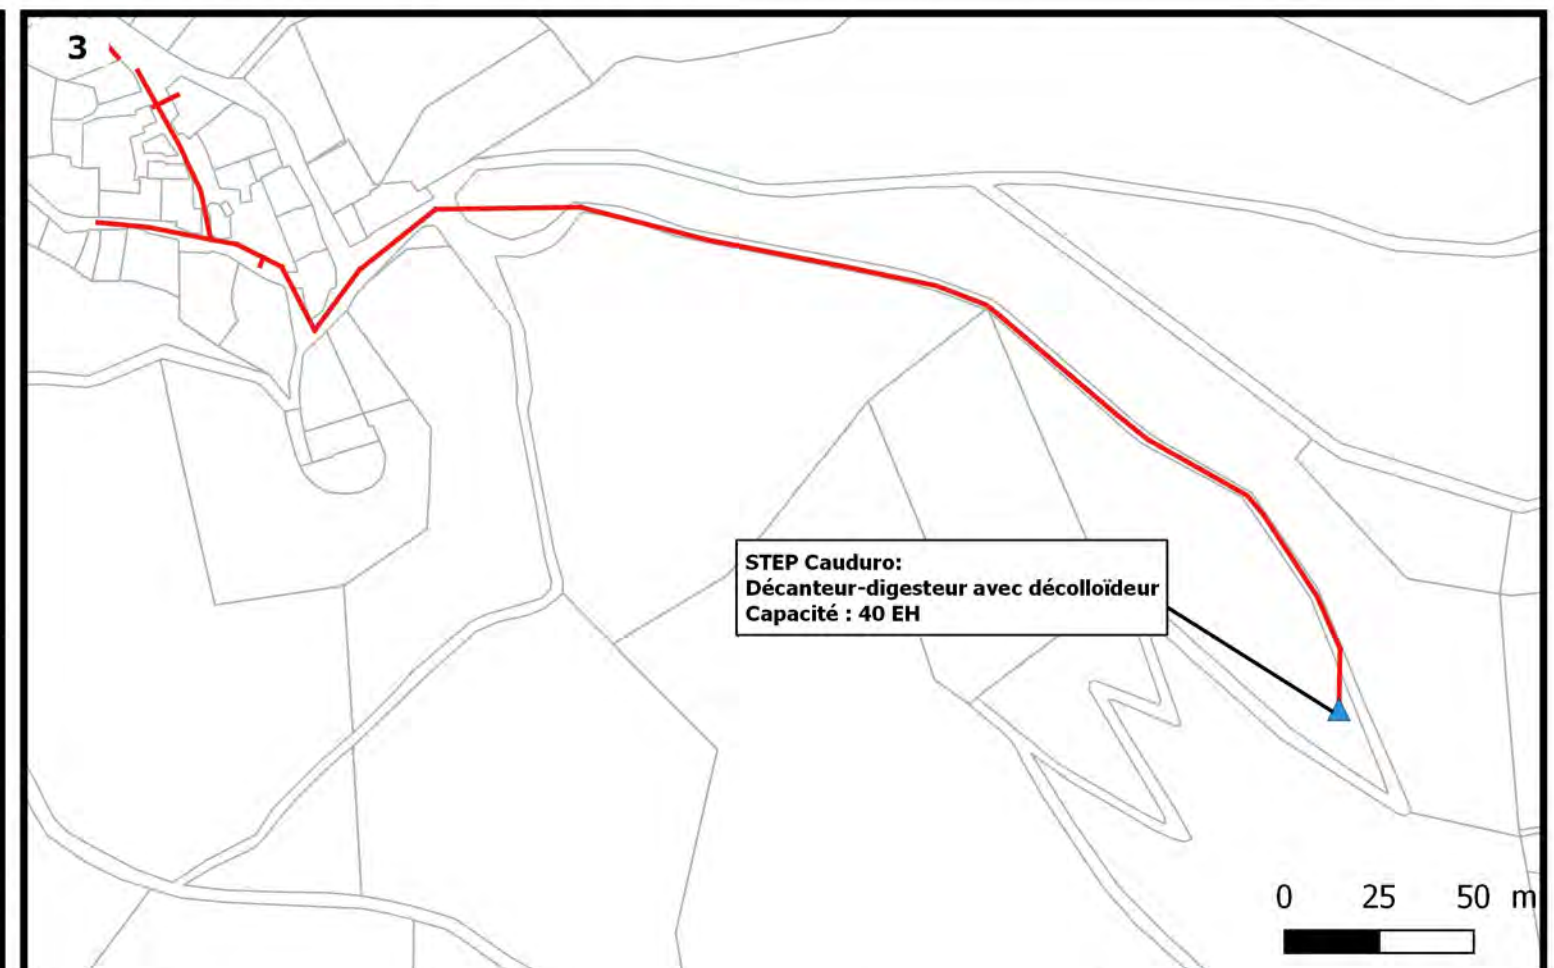 3
STEP Cauduro:
Décanteur-digesteur avec décolloïdeur
Capacité : 40 EH
0 25 50 m